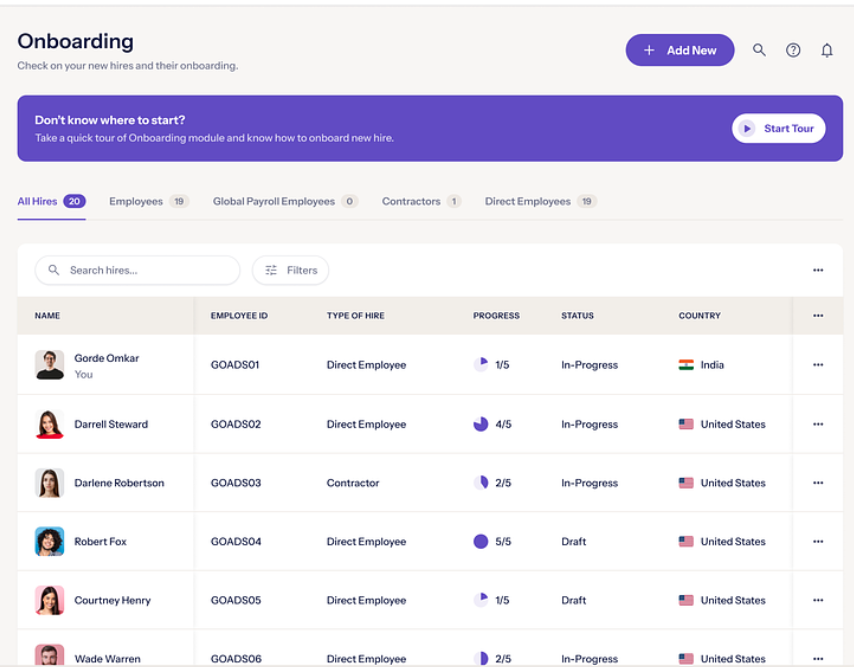 Onboarding
Check on your new hires and their onboarding.
+ Add New
Don't know where to start?
Take a quick tour of Onboarding module and know how to onboard new hire.
Start Tour
All Hires 20 Employees 19 Global Payroll Employees 0 Contractors 1 Direct Employees 19
Search hires... Filters
NAME EMPLOYEE ID TYPE OF HIRE PROGRESS STATUS COUNTRY
Gorde Omkar GOADS01 Direct Employee 1/5 In-Progress India
You
Darrell Steward GOADS02 Direct Employee 4/5 In-Progress United States
Darlene Robertson GOADS03 Contractor 2/5 In-Progress United States
Robert Fox GOADS04 Direct Employee 5/5 Draft United States
Courtney Henry GOADS05 Direct Employee 1/5 Draft United States
Wade Warren GOADS06 Direct Employee 2/5 In-Progress United States